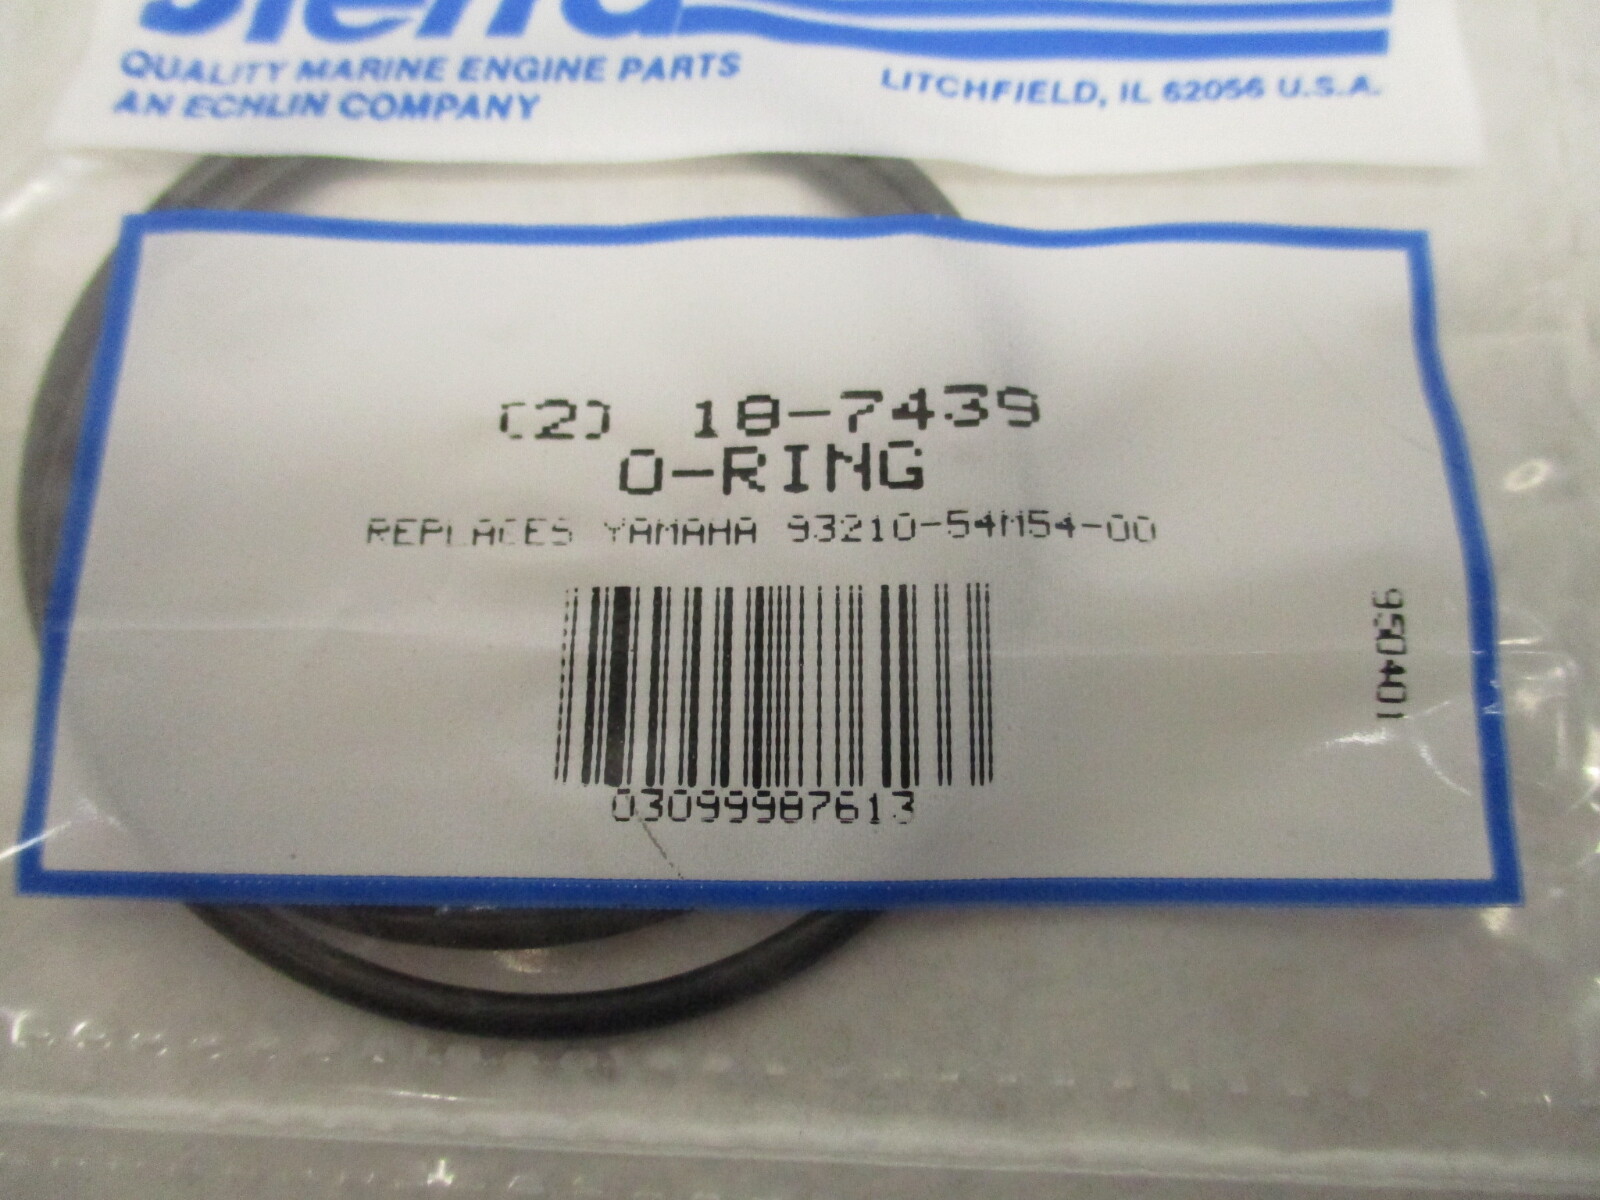 Sierra
QUALITY MARINE ENGINE PARTS
AN ECHLIN COMPANY
LITCHFIELD, IL 62056 U.S.A.
(2) 18-7439
O-RING
REPLACES YAMAHA 93210-54M54-00
03099987613
950401